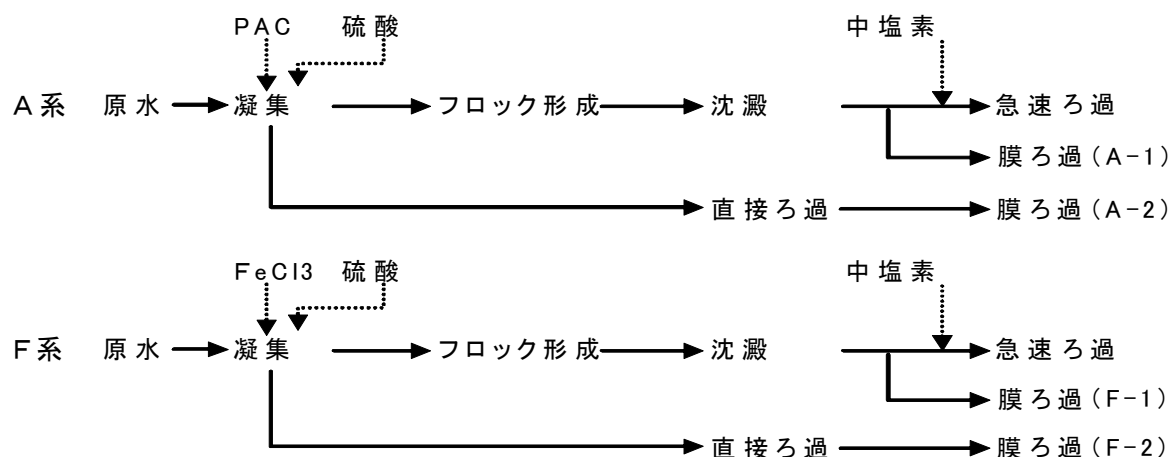 PAC 硫酸 中塩素
A系 原水 凝集 フロック形成 沈澱 急速ろ過
膜ろ過(A-1)
直接ろ過 膜ろ過(A-2)
FeCl3 硫酸 中塩素
F系 原水 凝集 フロック形成 沈澱 急速ろ過
膜ろ過(F-1)
直接ろ過 膜ろ過(F-2)